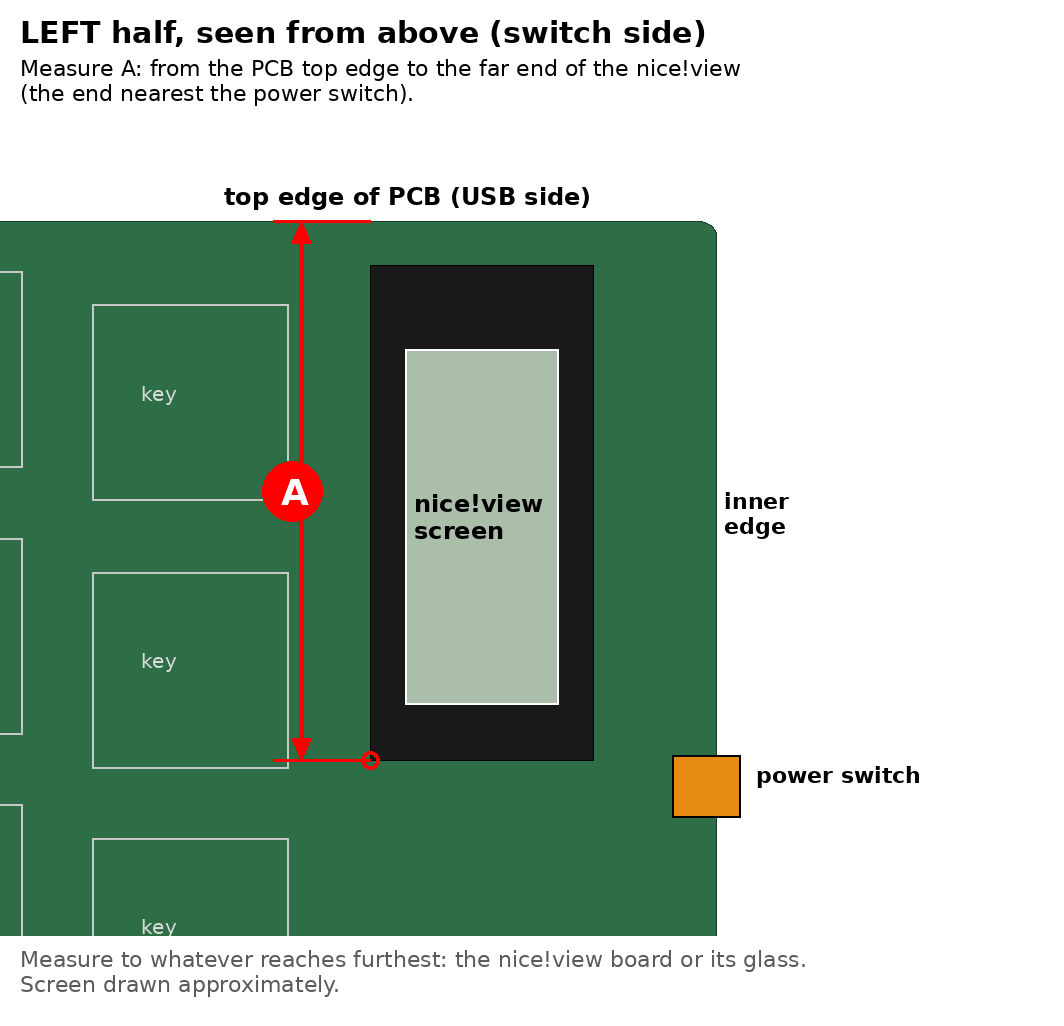 LEFT half, seen from above (switch side)
Measure A: from the PCB top edge to the far end of the nice!view
(the end nearest the power switch).
top edge of PCB (USB side)
key
A
nice!view
screen
inner
edge
key
power switch
key
Measure to whatever reaches furthest: the nice!view board or its glass.
Screen drawn approximately.